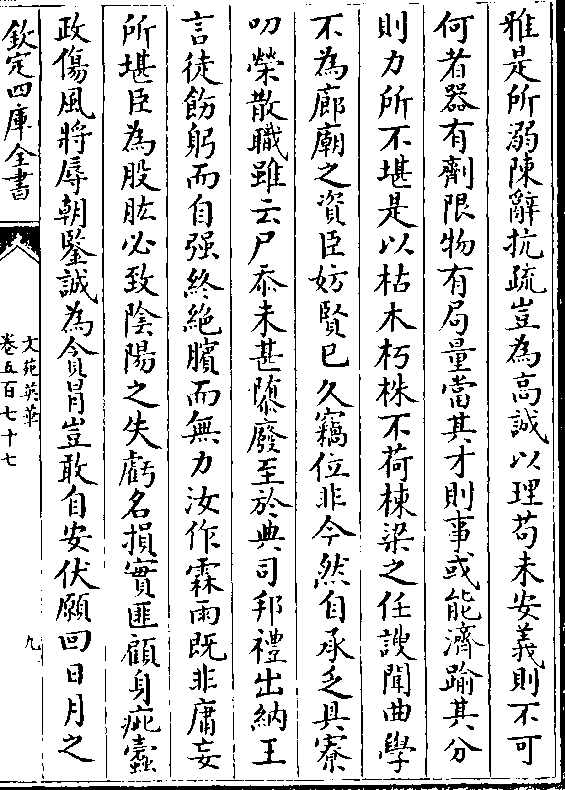 雅是所溺陳辭抗疏豈為高誠以理苟未安義則不可
何者器有劑限物有局量當其才則事或能濟踰其分
則力所不堪是以枯木朽株不荷棟梁之任謏聞曲學
不為廊廟之資臣妨賢已久竊位非今然自承乏具寮
叨榮散職雖云尸忝未甚隳廢至於典司邦禮出納王
言徒飭躬而自强終絶臏而無力汝作霖雨既非庸妄
所堪臣為股肱必致陰陽之失虧名損實匪顧身疵蠧
政傷風將辱朝鑒誠為貪冒豈敢自安伏願回日月之
欽定四庫全書
文苑英華
卷五百七十七
九